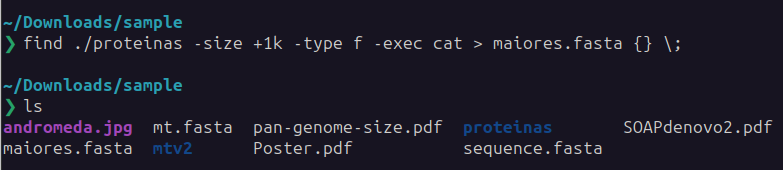 ~/Downloads/sample
❯ find ./proteinas -size +1k -type f -exec cat > maiores.fasta {} \;
~/Downloads/sample
❯ ls
andromeda.jpg mt.fasta pan-genome-size.pdf proteinas SOAPdenovo2.pdf
maiores.fasta mtv2 Poster.pdf sequence.fasta